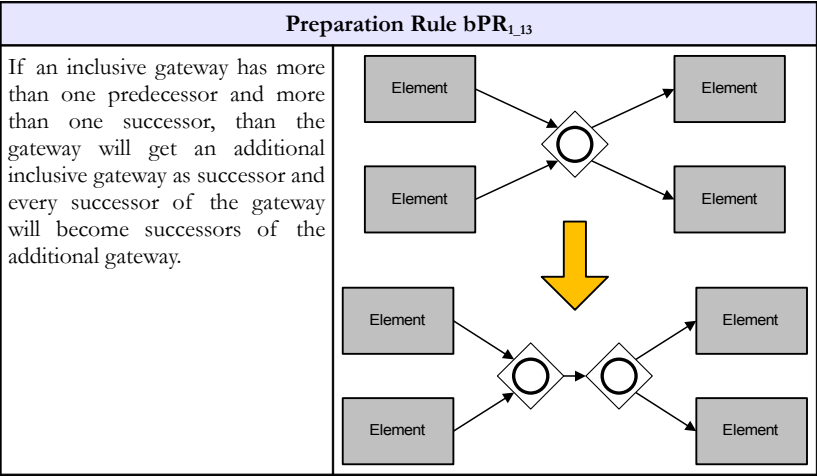 Preparation Rule bPR1_13
If an inclusive gateway has more
than one predecessor and more
than one successor, than the
gateway will get an additional
inclusive gateway as successor and
every successor of the gateway
will become successors of the
additional gateway.
Element
Element
Element
Element
Element
Element
Element
Element